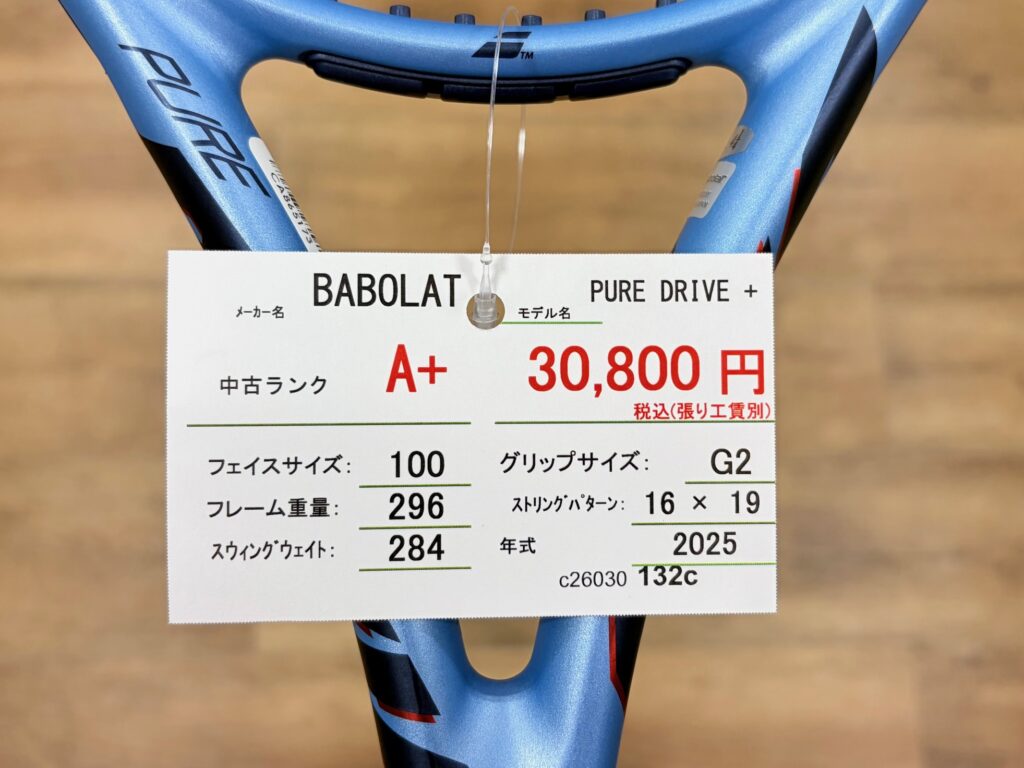 PURE
TM
BABOLAT
メーカー名
PURE DRIVE +
モデル名
中古ランク A+
30,800 円
税込(張り工賃別)
フェイスサイズ: 100
グリップサイズ: G2
フレーム重量: 296
ストリングパターン: 16 × 19
スウィングウェイト: 284
年式 2025
c26030 132c